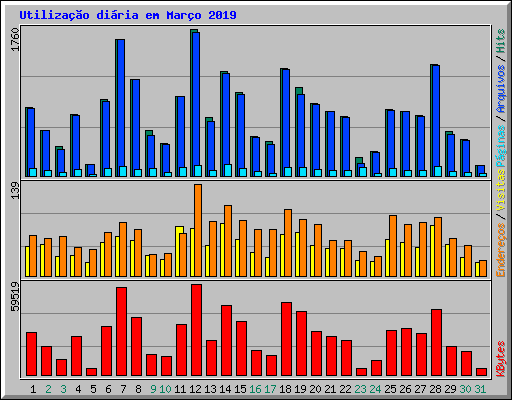 Utilização diária em Março 2019
1760
139
59519
KBytes
Endereços / Visitas
Páginas / Arquivos / Hits
1 2 3 4 5 6 7 8 9 10 11 12 13 14 15 16 17 18 19 20 21 22 23 24 25 26 27 28 29 30 31